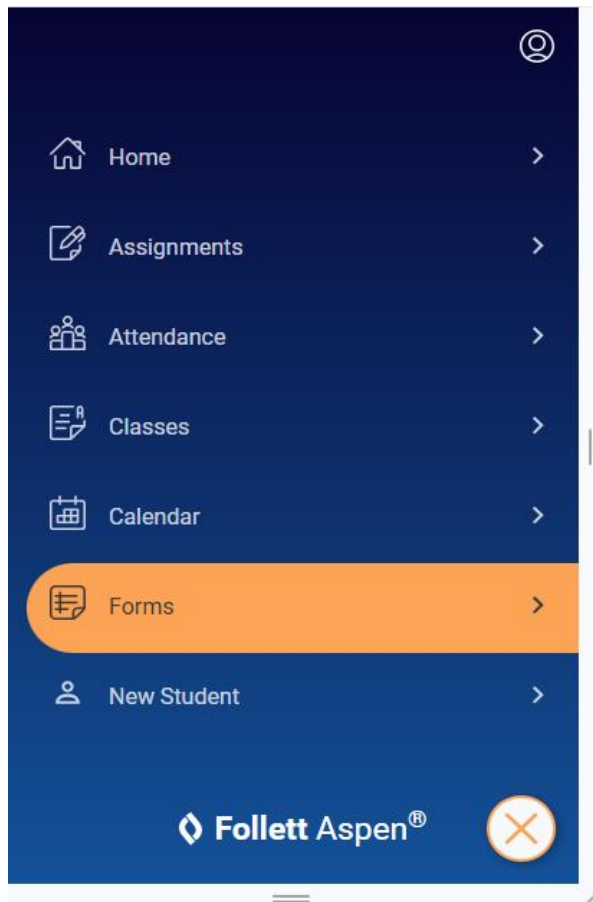 Home
Assignments
Attendance
Classes
Calendar
Forms
New Student
Follett Aspen®